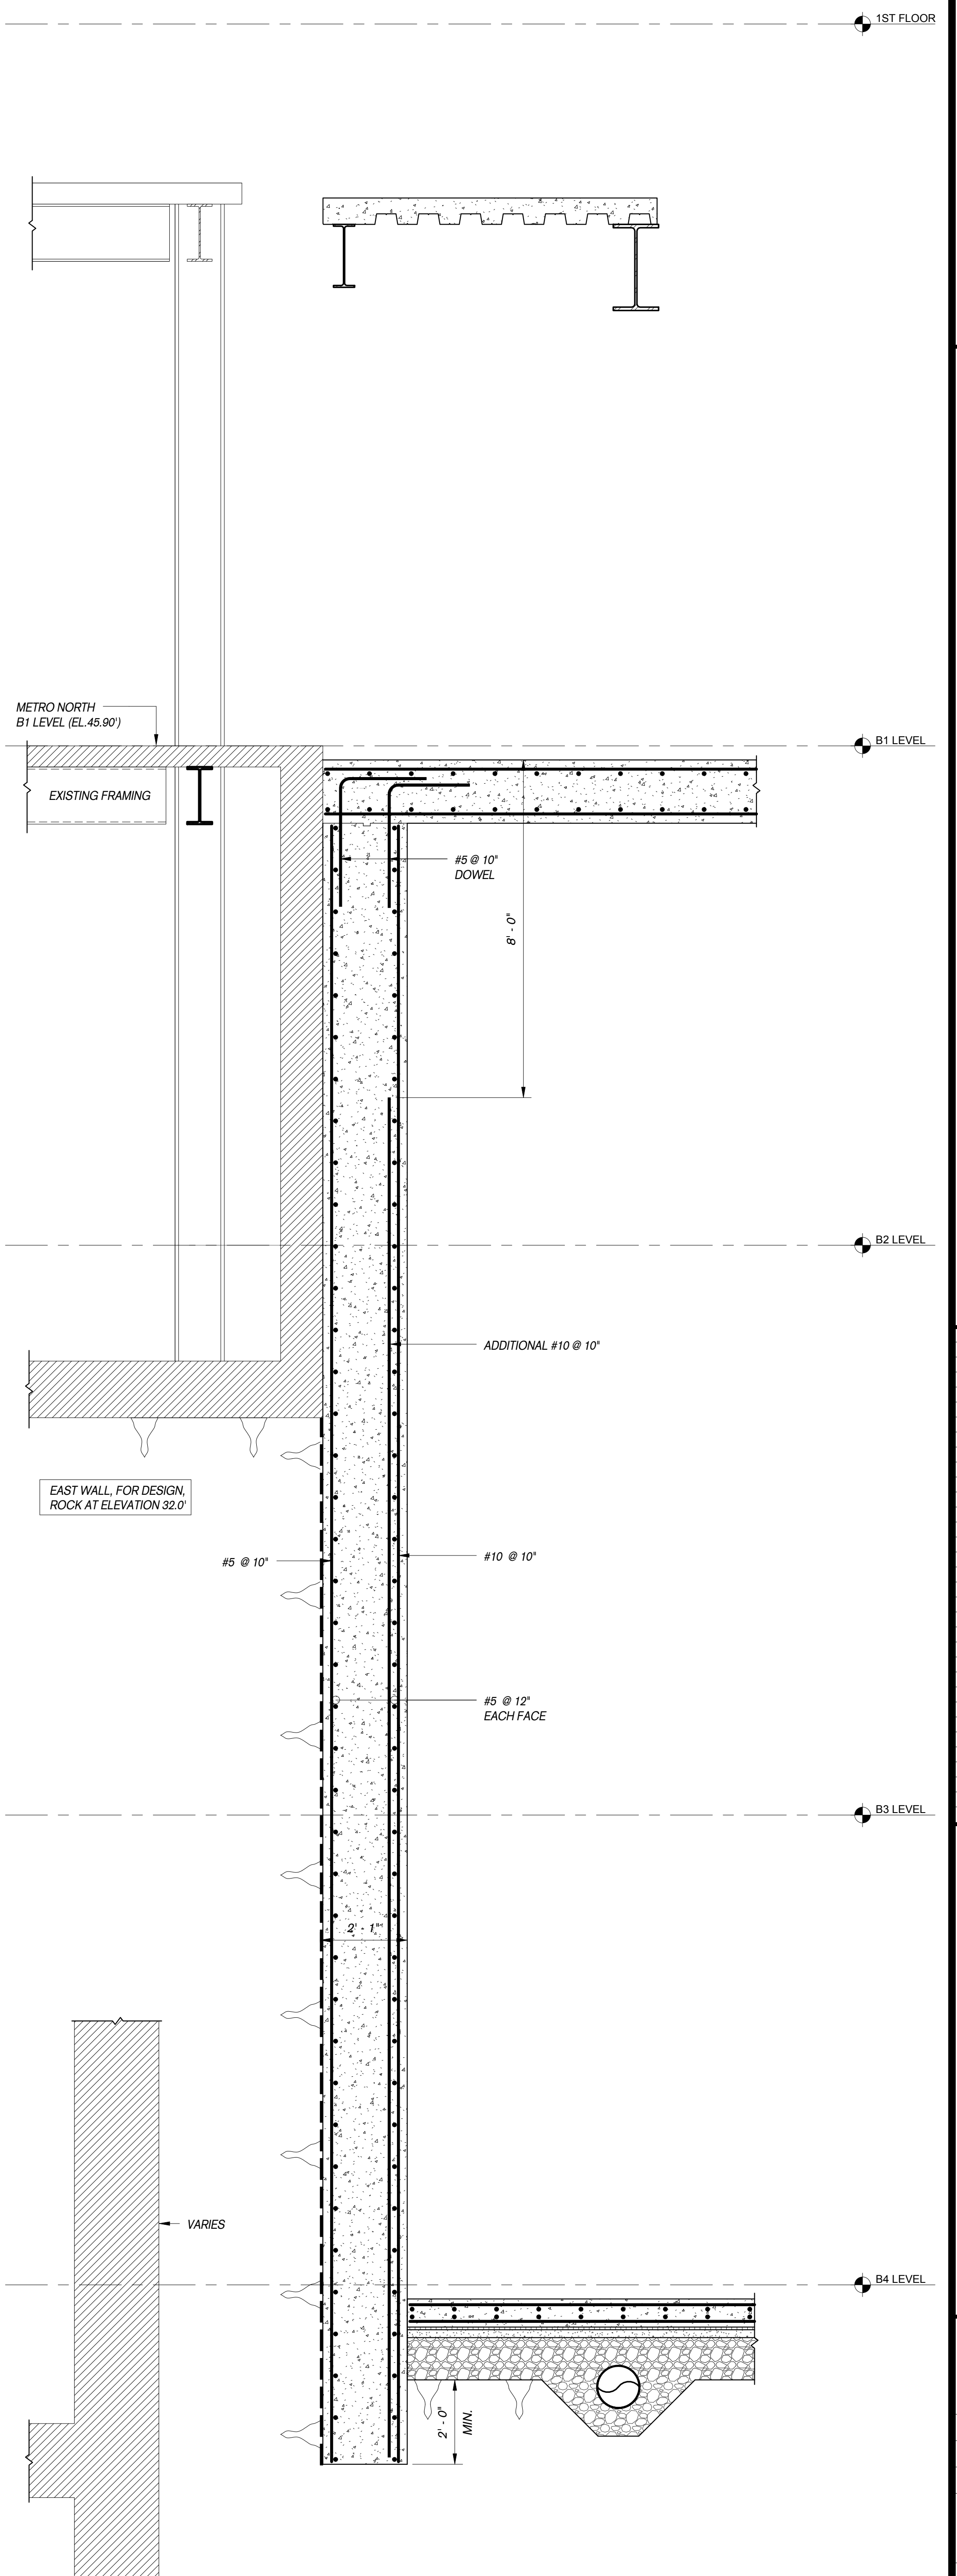 1ST FLOOR
METRO NORTH
B1 LEVEL (EL.45.90')
B1 LEVEL
EXISTING FRAMING
#5 @ 10"
DOWEL
8' - 0"
B2 LEVEL
ADDITIONAL #10 @ 10"
EAST WALL, FOR DESIGN,
ROCK AT ELEVATION 32.0'
#5 @ 10"
#10 @ 10"
#5 @ 12"
EACH FACE
B3 LEVEL
2' - 1"
VARIES
B4 LEVEL
2' - 0"
MIN.